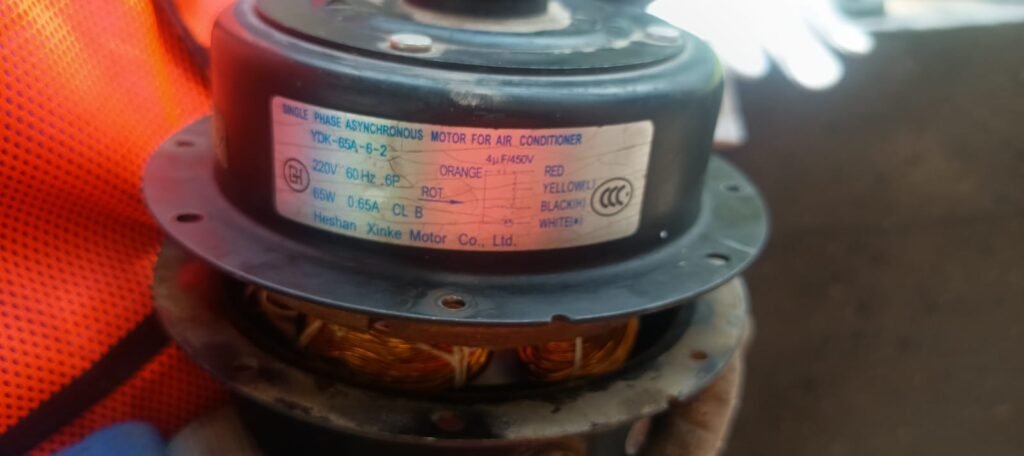 SINGLE PHASE ASYNCHRONOUS MOTOR FOR AIR CONDITIONER
YDK-65A-6-2
220V 60Hz 6P
65W 0.65A CL B
Heshan Xinke Motor Co., Ltd.
4μF/450V
ORANGE
ROT.
RED
YELLOW(L)
BLACK(H)
WHITE(*)
CCC